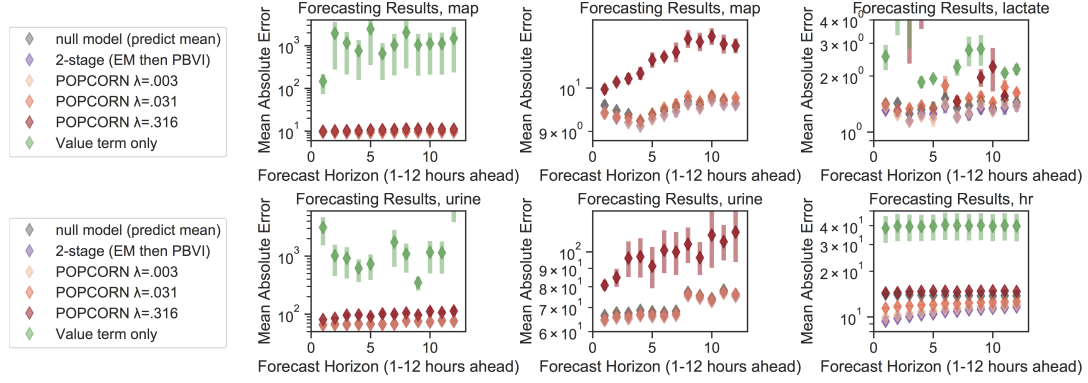 null model (predict mean)
2-stage (EM then PBVI)
POPCORN λ=.003
POPCORN λ=.031
POPCORN λ=.316
Value term only
Forecasting Results, map
Mean Absolute Error
10³
10²
10¹
0
5
10
Forecast Horizon (1-12 hours ahead)
Forecasting Results, map
Mean Absolute Error
10¹
9 × 10⁰
0
5
10
Forecast Horizon (1-12 hours ahead)
Forecasting Results, lactate
Mean Absolute Error
4 × 10⁰
3 × 10⁰
2 × 10⁰
10⁰
0
5
10
Forecast Horizon (1-12 hours ahead)
null model (predict mean)
2-stage (EM then PBVI)
POPCORN λ=.003
POPCORN λ=.031
POPCORN λ=.316
Value term only
Forecasting Results, urine
Mean Absolute Error
10³
10²
0
5
10
Forecast Horizon (1-12 hours ahead)
Forecasting Results, urine
Mean Absolute Error
10²
9 × 10¹
8 × 10¹
7 × 10¹
6 × 10¹
0
5
10
Forecast Horizon (1-12 hours ahead)
Forecasting Results, hr
Mean Absolute Error
4 × 10¹
3 × 10¹
2 × 10¹
10¹
0
5
10
Forecast Horizon (1-12 hours ahead)